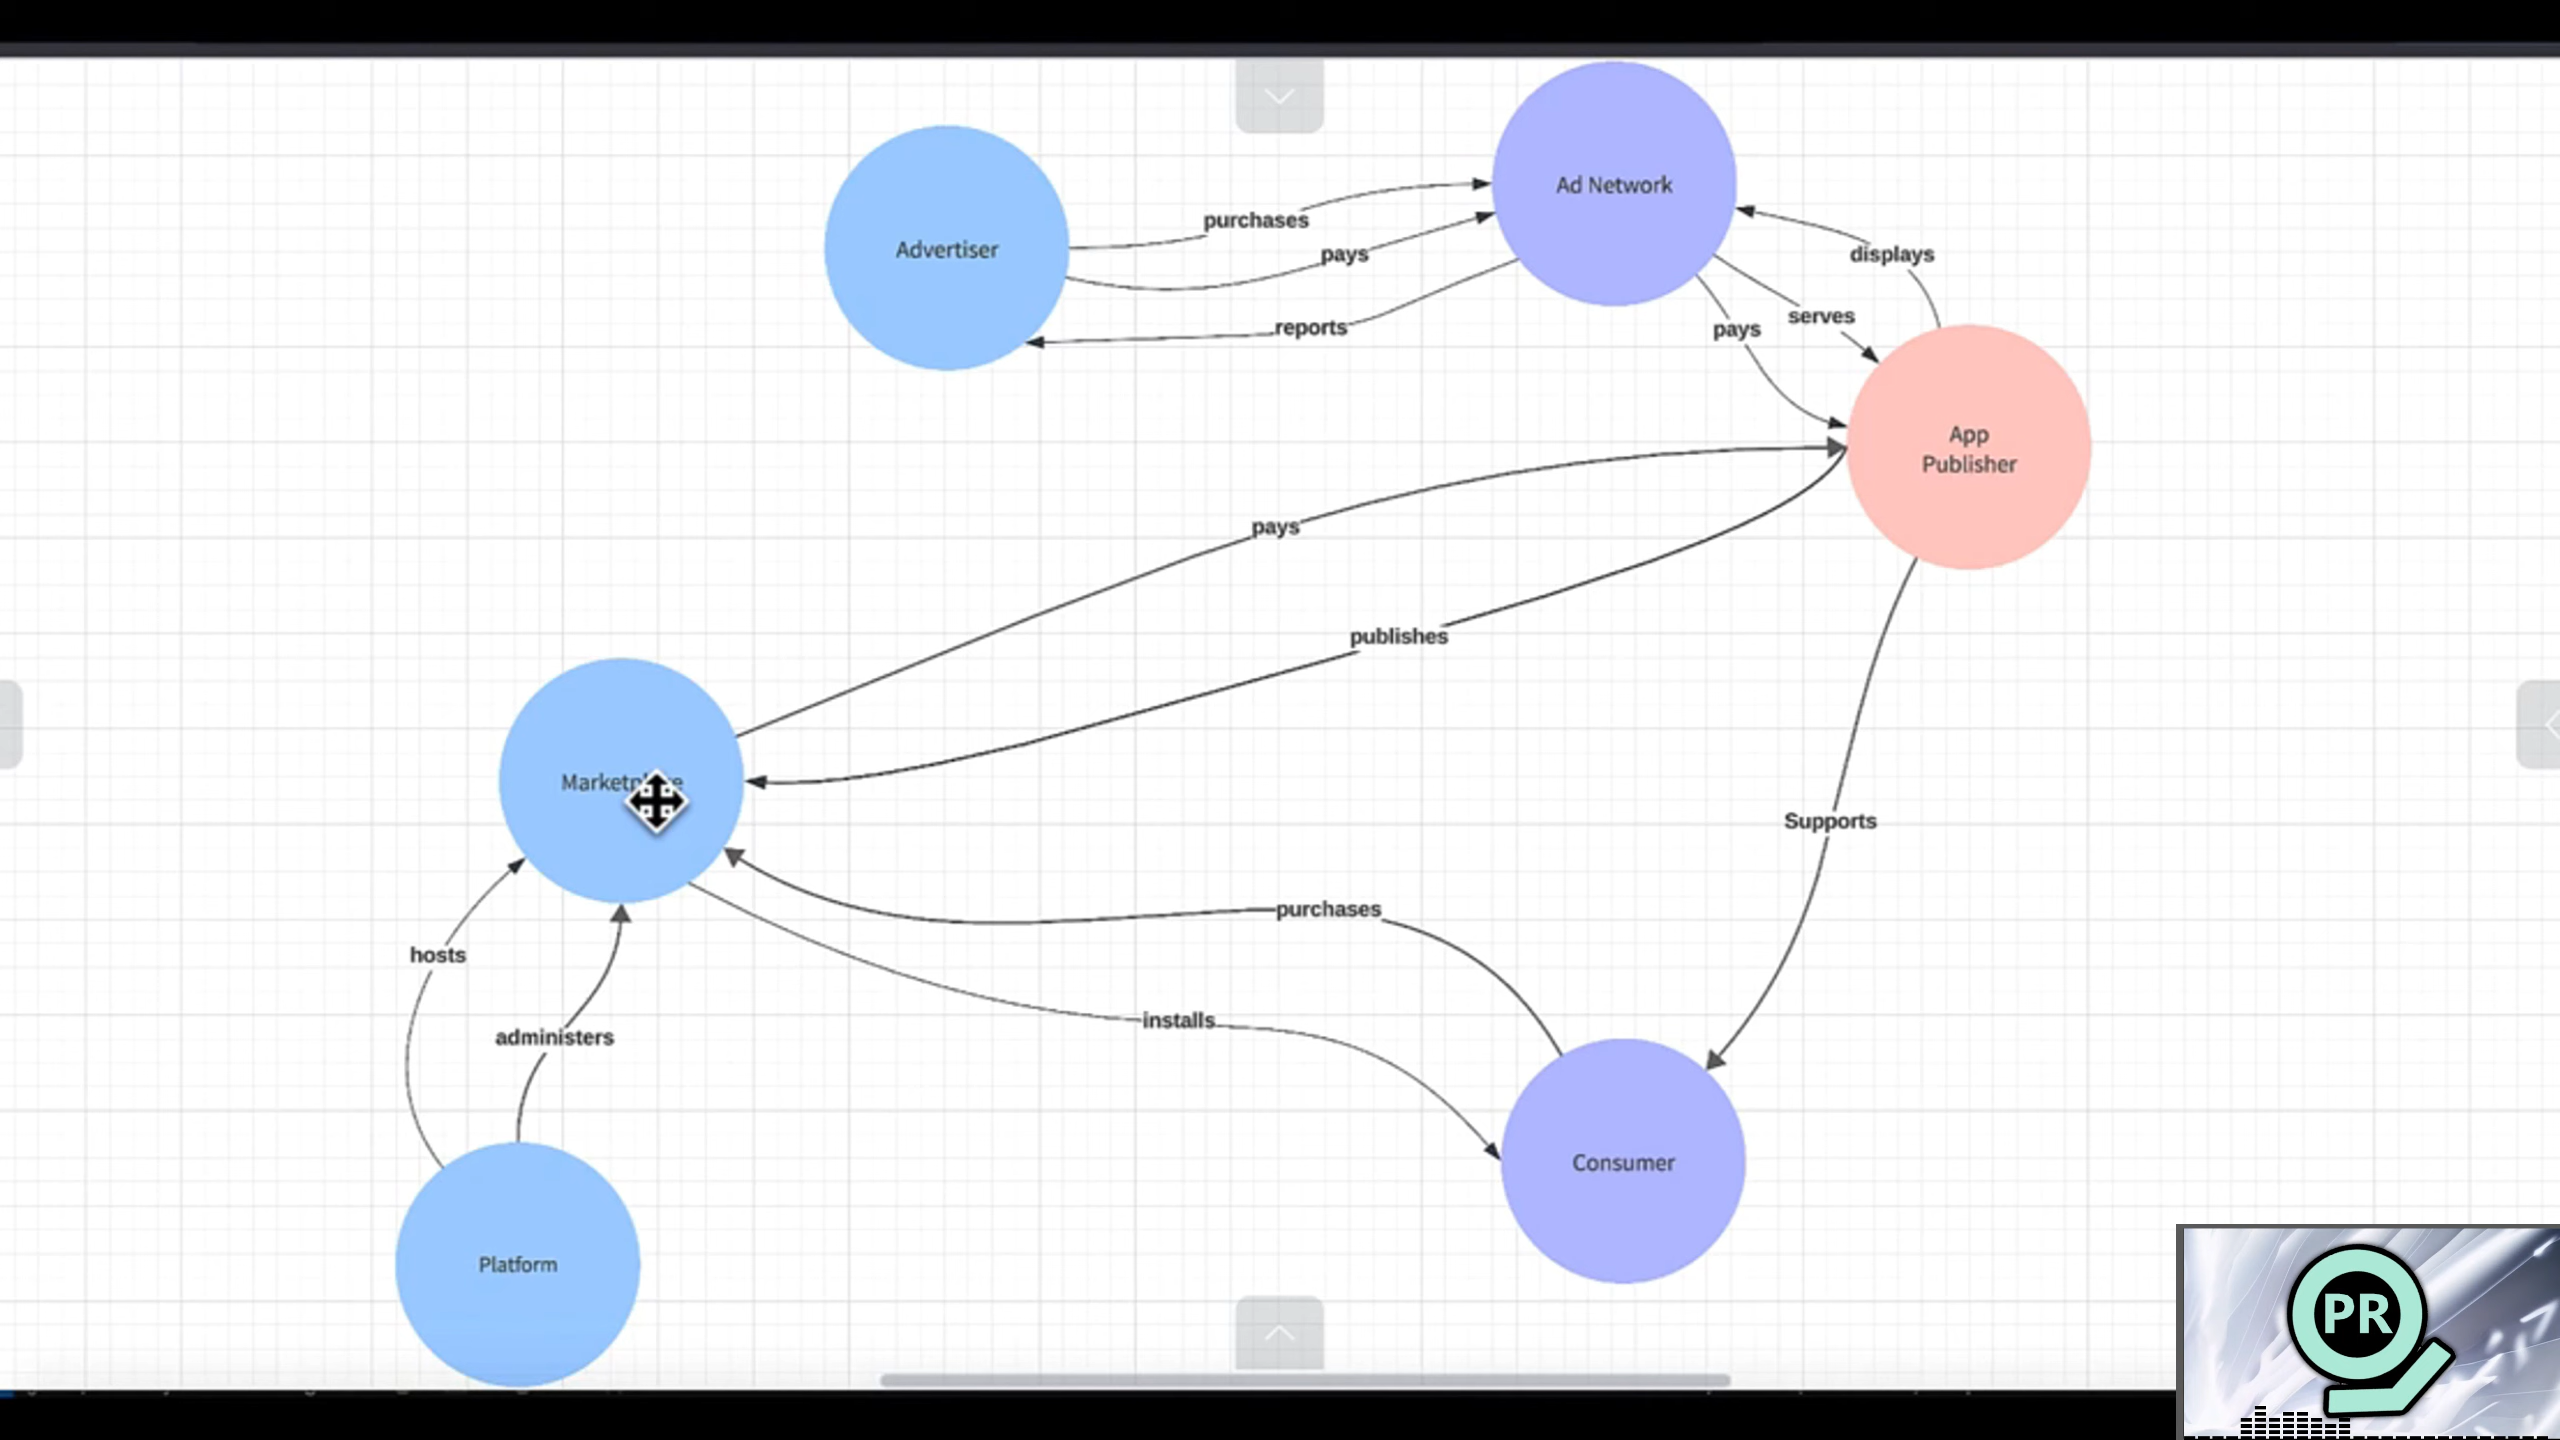 Ad Network
Advertiser
purchases
pays
displays
reports
serves
pays
App
Publisher
pays
publishes
Supports
purchases
hosts
installs
administers
Consumer
Platform
PR